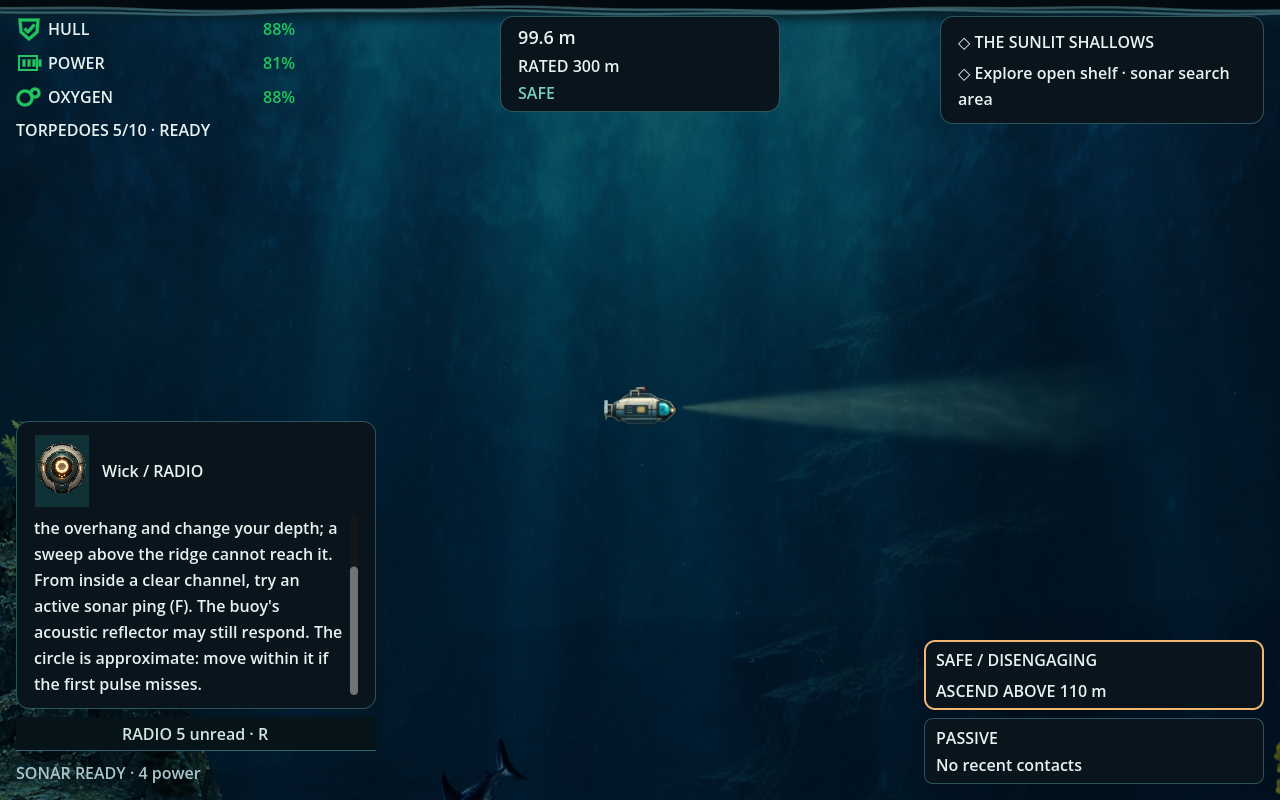 HULL 88%
POWER 81%
OXYGEN 88%
TORPEDOES 5/10 · READY
99.6 m
RATED 300 m
SAFE
◇ THE SUNLIT SHALLOWS
◇ Explore open shelf · sonar search
area
Wick / RADIO
the overhang and change your depth; a
sweep above the ridge cannot reach it.
From inside a clear channel, try an
active sonar ping (F). The buoy's
acoustic reflector may still respond. The
circle is approximate: move within it if
the first pulse misses.
RADIO 5 unread · R
SONAR READY · 4 power
SAFE / DISENGAGING
ASCEND ABOVE 110 m
PASSIVE
No recent contacts